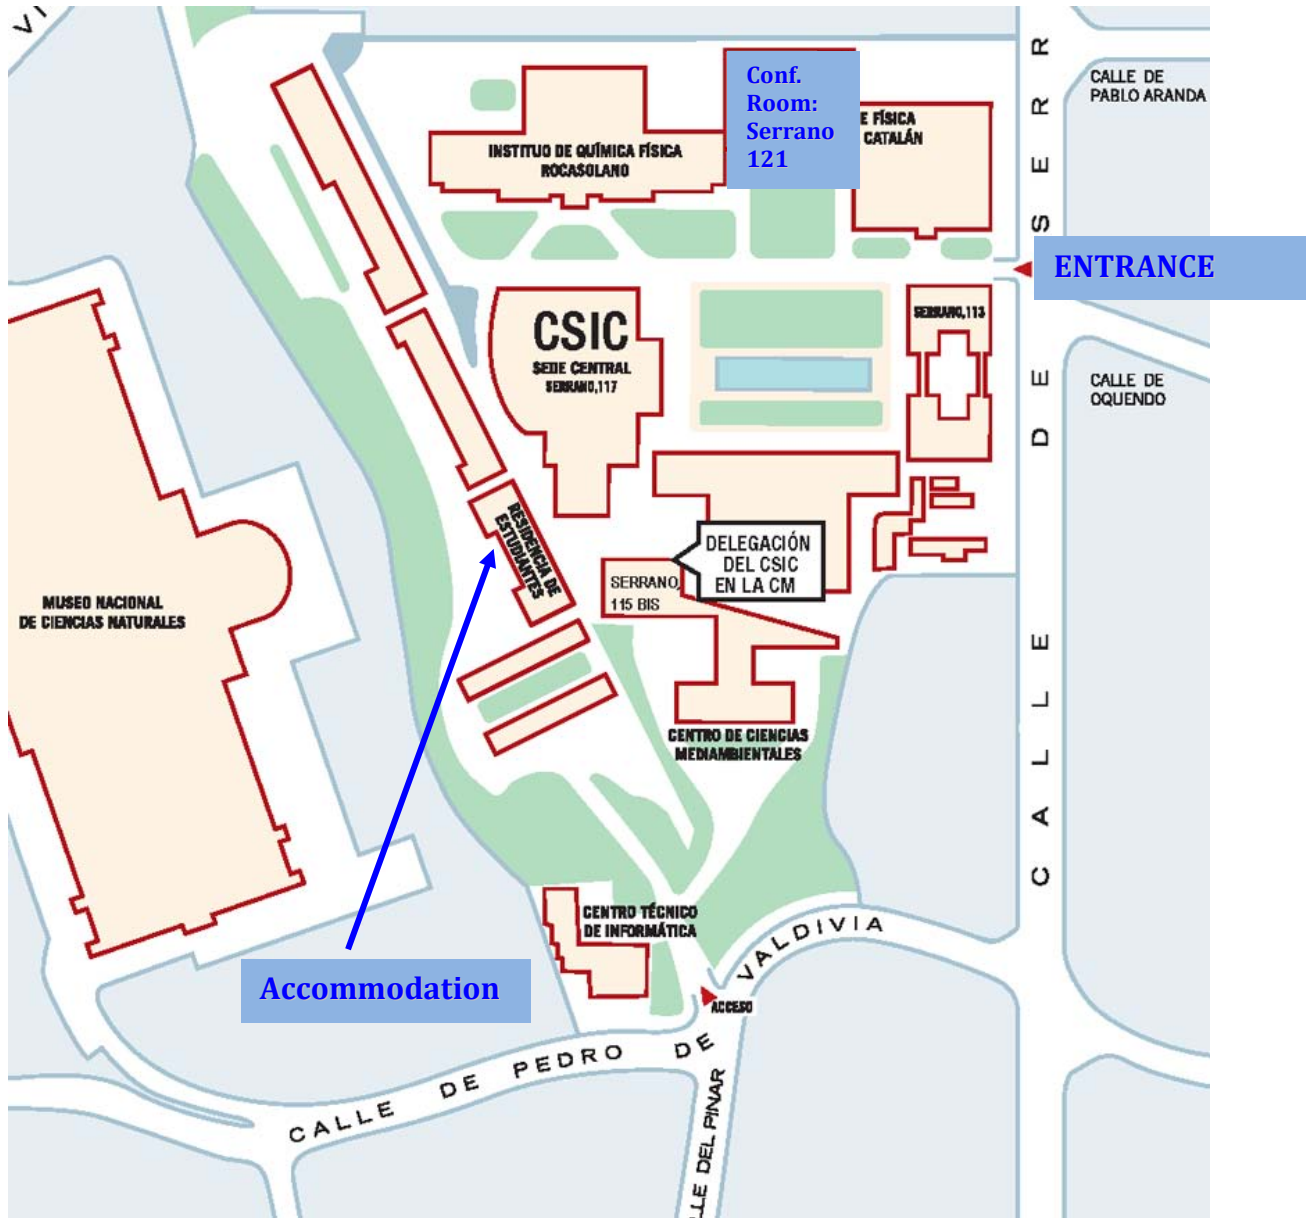 VI
Conf.
Room:
Serrano
121
E FÍSICA
CATALÁN
INSTITUO DE QUÍMICA FÍSICA
ROCASOLANO
CALLE DE
PABLO ARANDA
ENTRANCE
CSIC
SEDE CENTRAL
SERRANO,117
SERRANO,113
CALLE DE
OQUENDO
CALLE DE SERR
RESIDENCIA DE
ESTUDIANTES
DELEGACIÓN
DEL CSIC
EN LA CM
SERRANO,
115 BIS
MUSEO NACIONAL
DE CIENCIAS NATURALES
CENTRO DE CIENCIAS
MEDIAMBIENTALES
CENTRO TÉCNICO
DE INFORMÁTICA
Accommodation
ACCESO
CALLE DE PEDRO DE VALDIVIA
LLE DEL PINAR